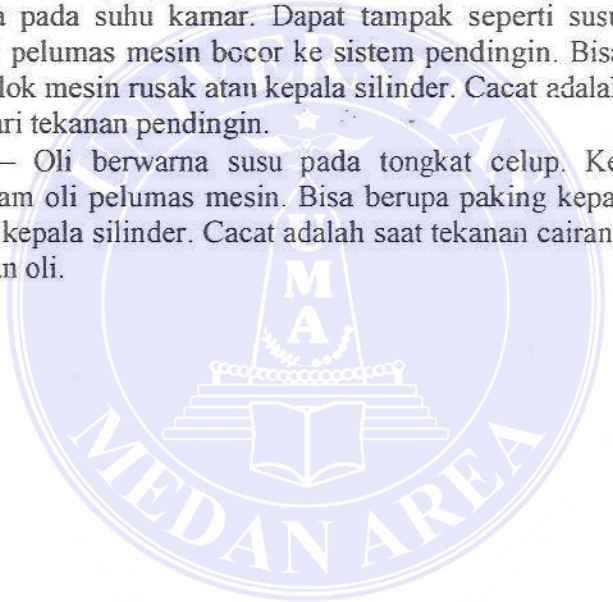 a pada suhu kamar. Dapat tampak seperti susu
pelumas mesin bocor ke sistem pendingin. Bisa
lok mesin rusak atau kepala silinder. Cacat adalah
ri tekanan pendingin.
– Oli berwarna susu pada tongkat celup. Ke
am oli pelumas mesin. Bisa berupa paking kepa
kepala silinder. Cacat adalah saat tekanan cairan
n oli.
UNIVERSITAS
UMA
MEDAN AREA